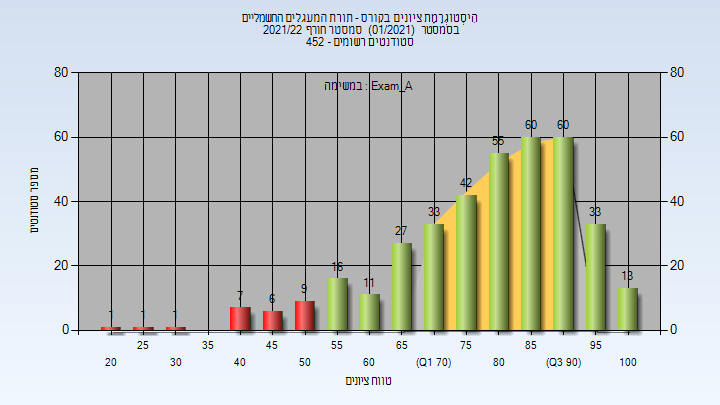 היסטוגרמת ציונים בקורס - תורת המעגלים החשמליים
בסמסטר (01/2021) סמסטר חורף 2021/22
סטודנטים רשומים - 452
במשימה : Exam_A
80 80
60 60
40 40
20 20
0 0
מספר סטודנטים
1 1 1 7 6 9 16 11 27 33 42 55 60 60 33 13
25 35 45 55 65 75 85 95
20 30 40 50 60 (Q1 70) 80 (Q3 90) 100
טווח ציונים